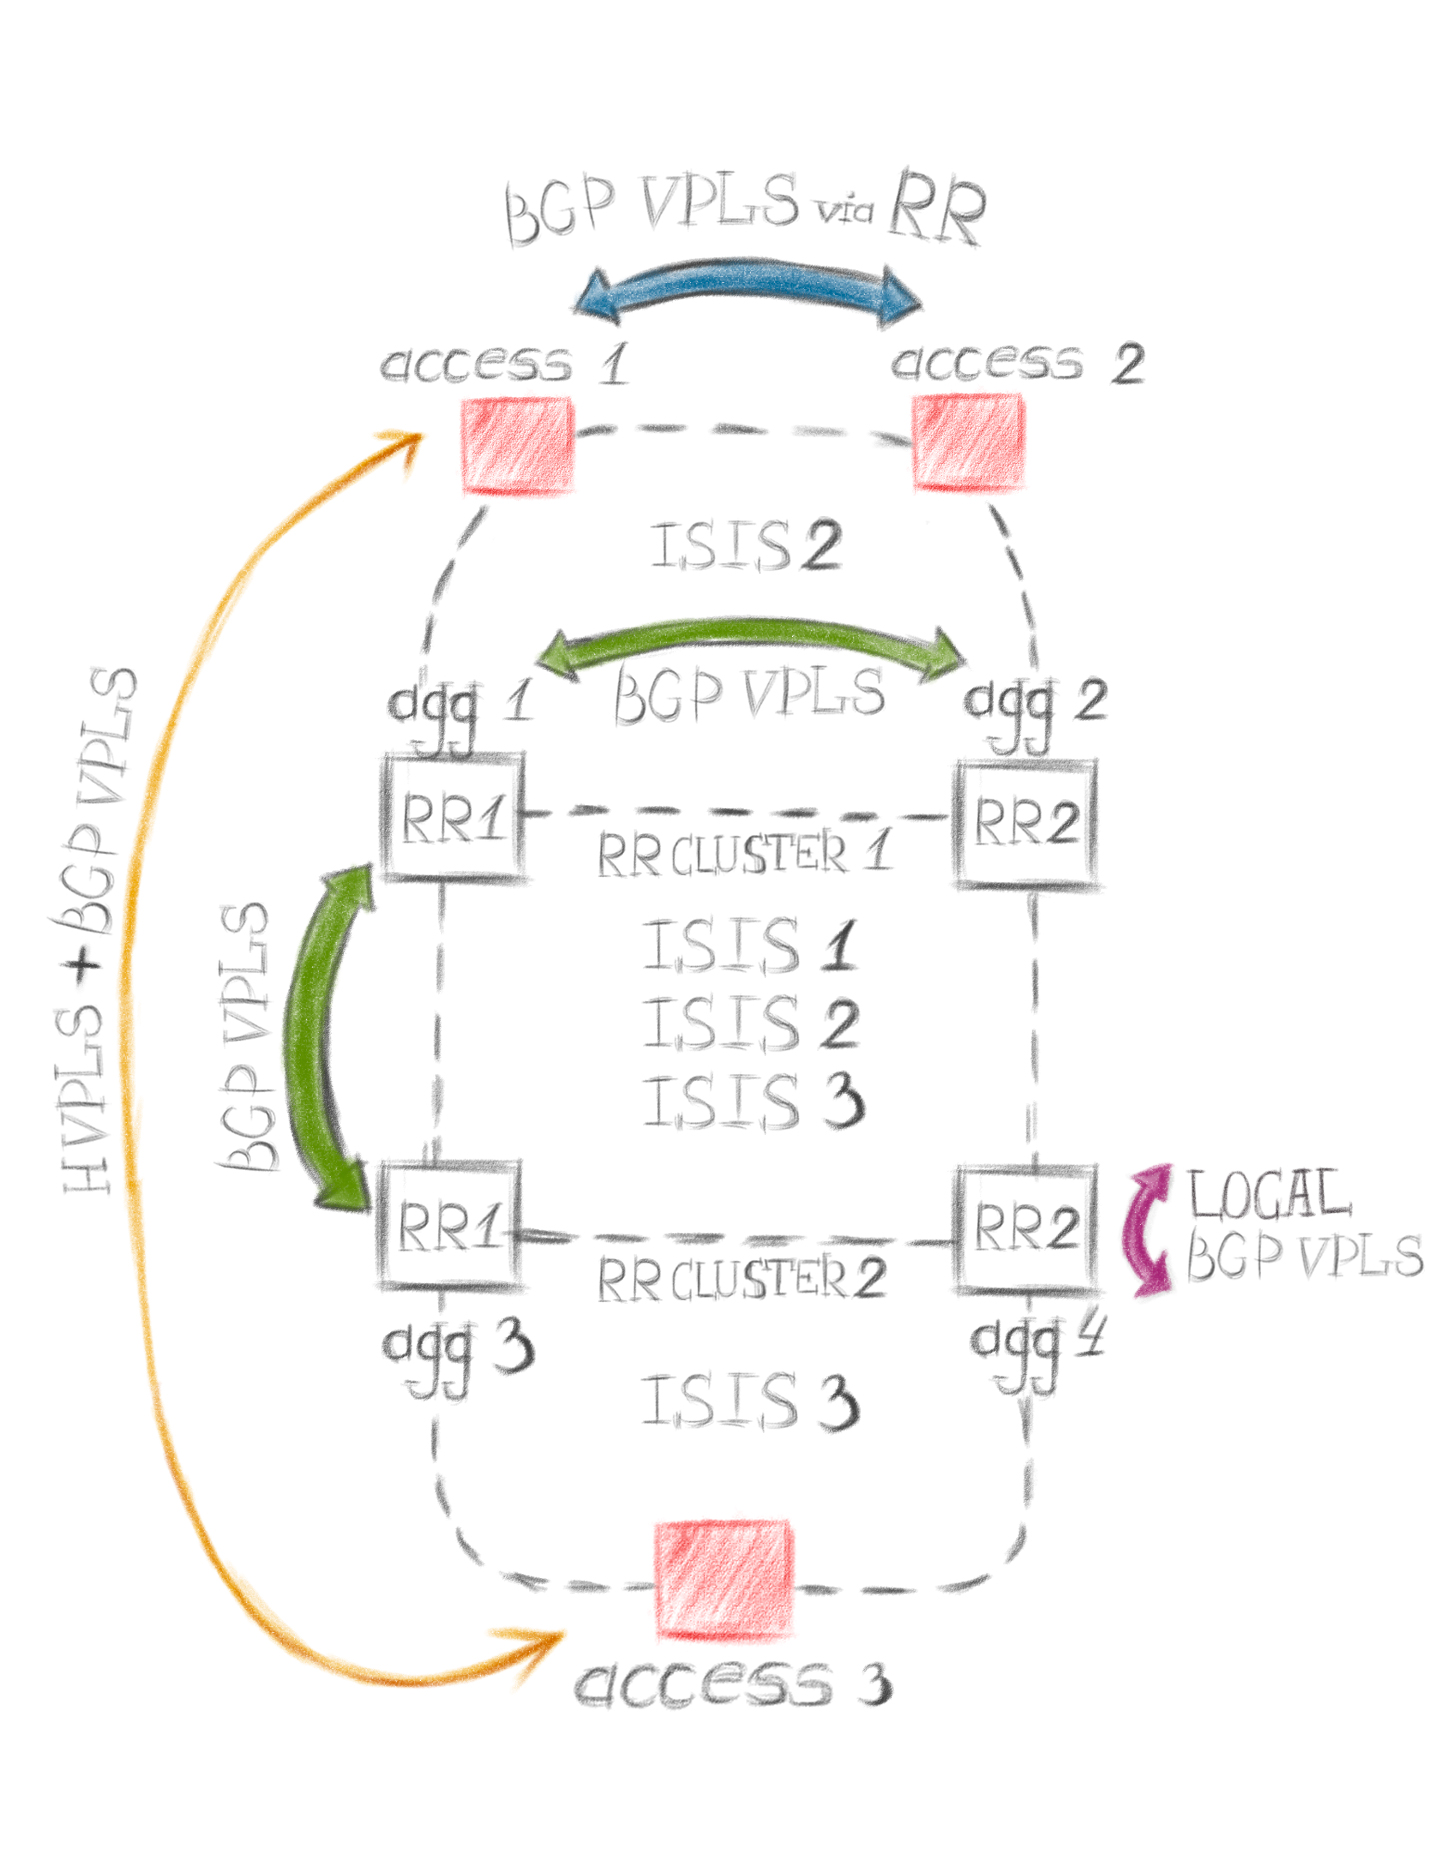 BGP VPLS via RR
access 1
access 2
ISIS 2
agg 1
BGP VPLS
agg 2
RR1
RR2
RR CLUSTER 1
HVPLS + BGP VPLS
BGP VPLS
ISIS 1
ISIS 2
ISIS 3
RR1
RR2
LOCAL
BGP VPLS
RR CLUSTER 2
agg 3
agg 4
ISIS 3
access 3